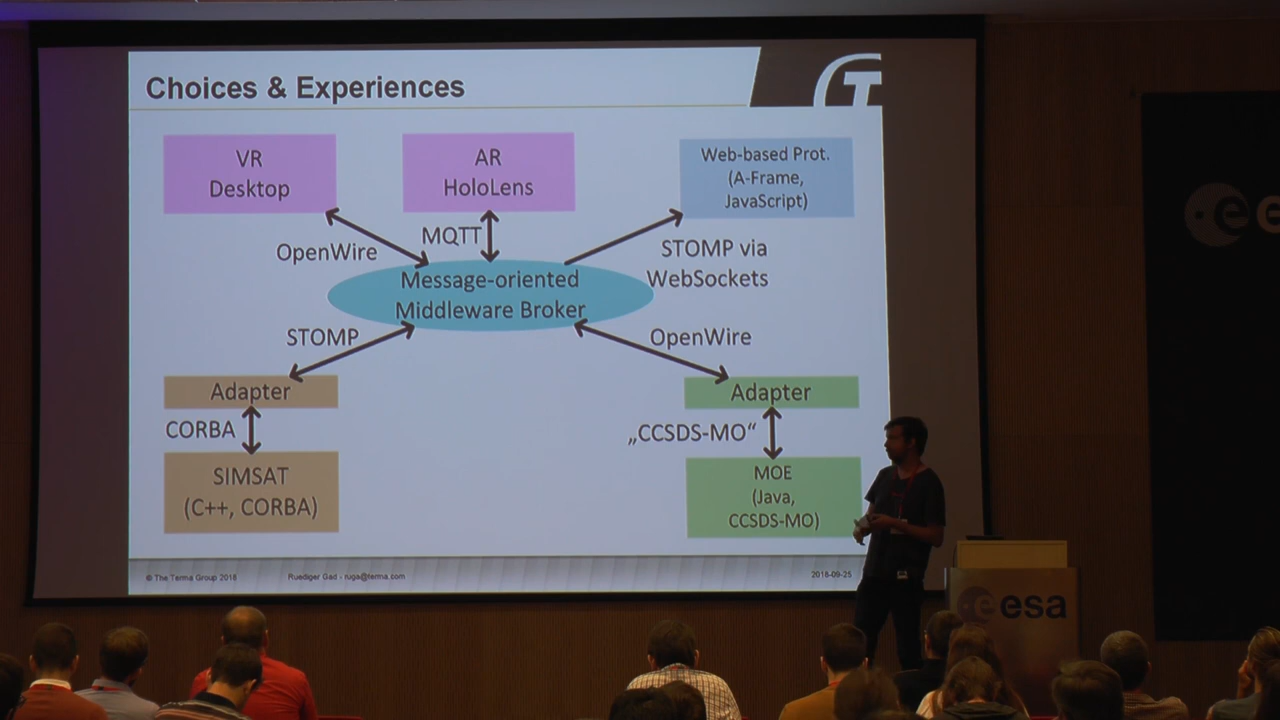 Choices & Experiences
T
VR
Desktop
AR
HoloLens
Web-based Prot.
(A-Frame,
JavaScript)
OpenWire
MQTT
STOMP via
WebSockets
Message-oriented
Middleware Broker
STOMP
OpenWire
Adapter
Adapter
CORBA
„CCSDS-MO“
SIMSAT
(C++, CORBA)
MOE
(Java,
CCSDS-MO)
© The Terma Group 2018
Ruediger Gad - ruga@terma.com
2018-09-25
esa
e